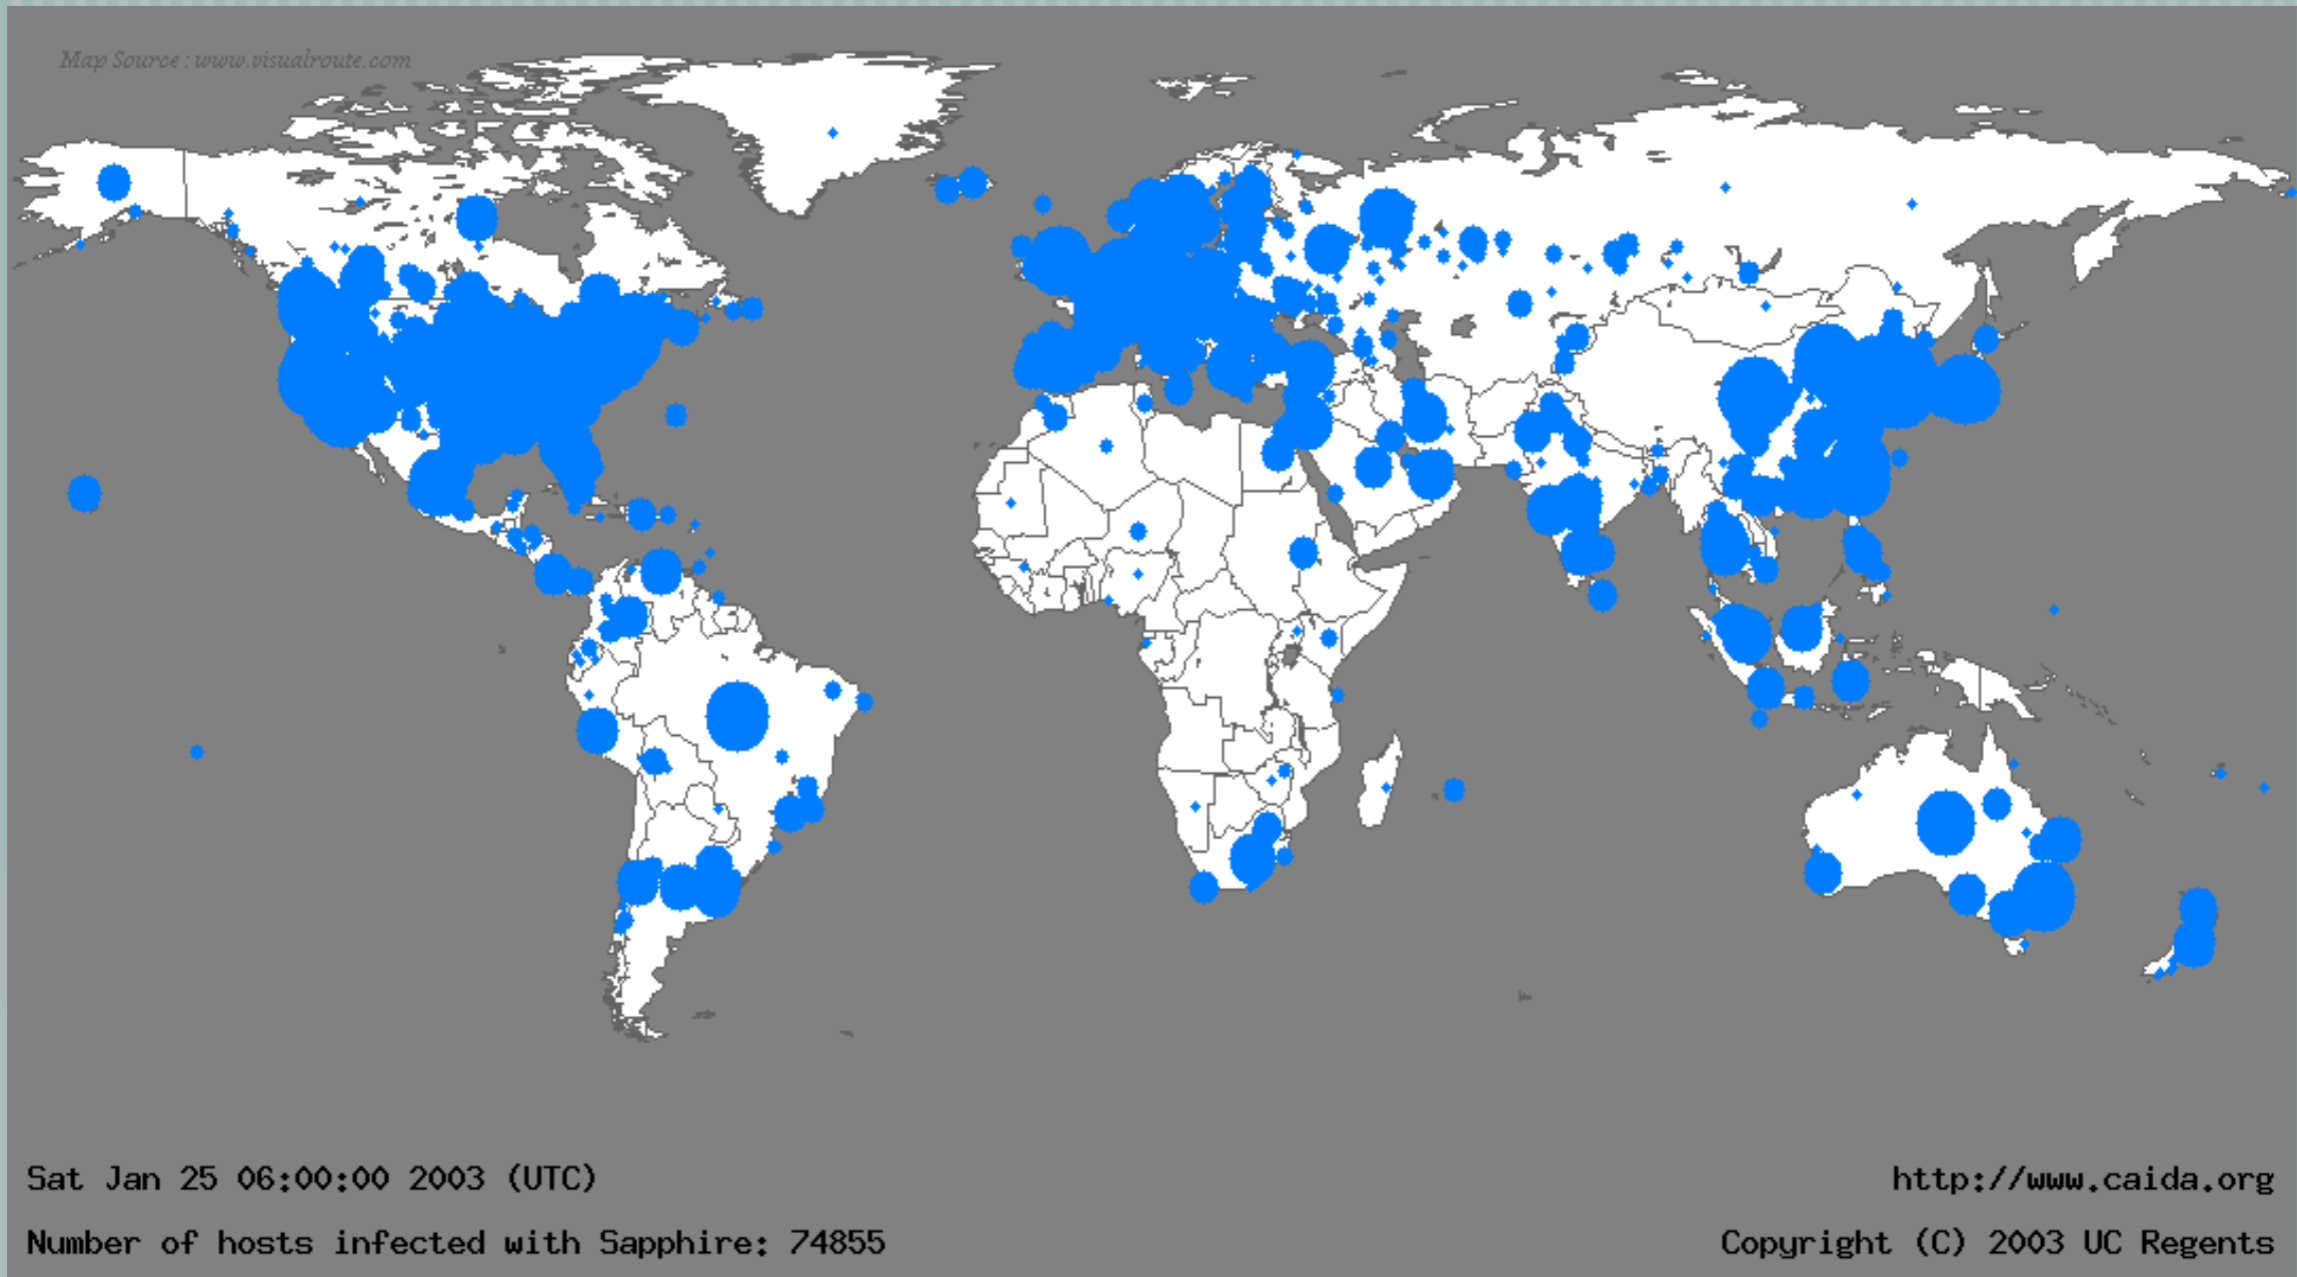 Map Source : www.visualroute.com
Sat Jan 25 06:00:00 2003 (UTC)
http://www.caida.org
Number of hosts infected with Sapphire: 74855
Copyright (C) 2003 UC Regents